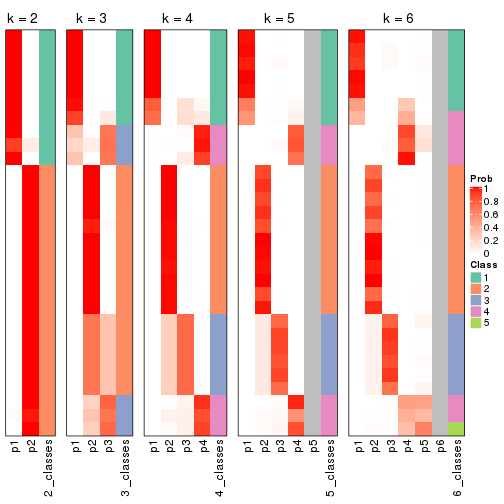 k = 2 k = 3 k = 4 k = 5 k = 6
Prob
1
0.8
0.6
0.4
0.2
0
Class
1
2
3
4
5
p1 p2 2_classes p1 p2 p3 3_classes p1 p2 p3 p4 4_classes p1 p2 p3 p4 p5 5_classes p1 p2 p3 p4 p5 p6 6_classes